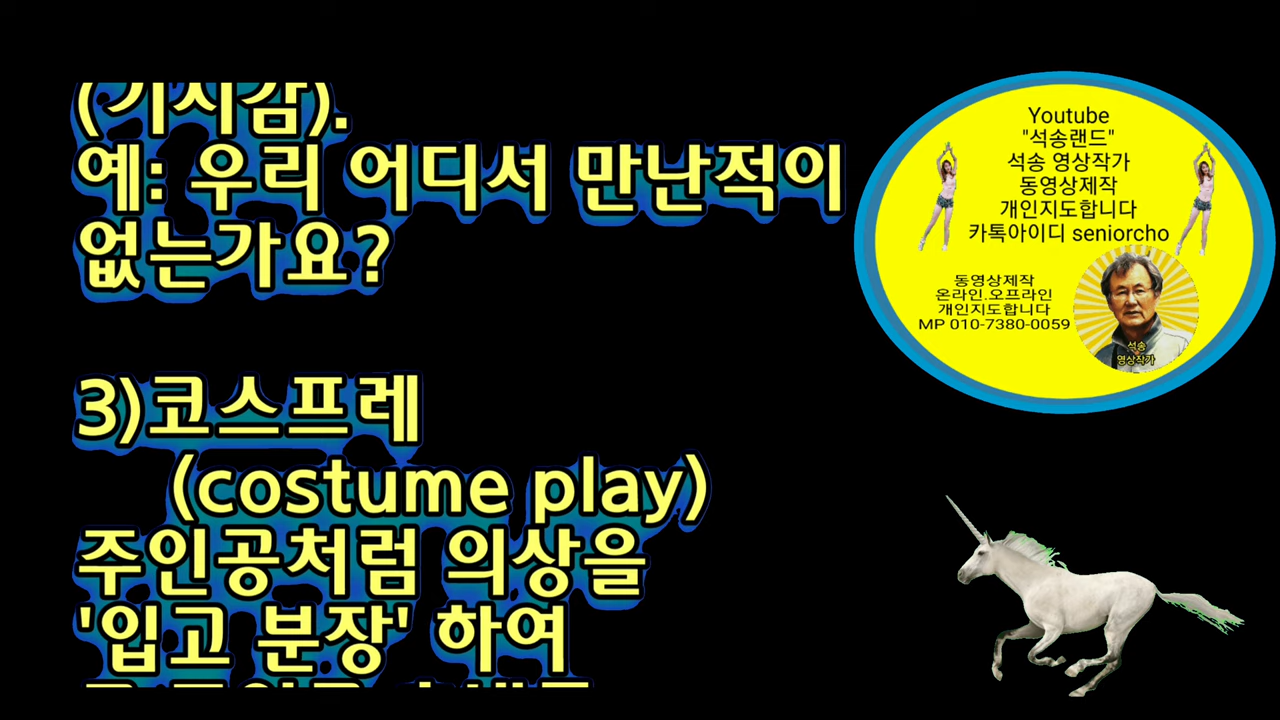 (기시감).
예: 우리 어디서 만난적이
없는가요?
3)코스프레
(costume play)
주인공처럼 의상을
'입고 분장' 하여
Youtube
"석송랜드"
석송 영상작가
동영상제작
개인지도합니다
카톡아이디 seniorcho
동영상제작
온라인.오프라인
개인지도합니다
MP 010-7380-0059
석송
영상작가